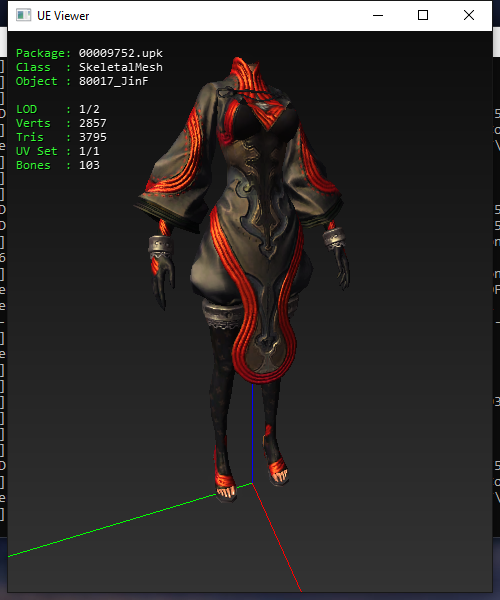 UE Viewer
Package: 00009752.upk
Class  : SkeletalMesh
Object : 80017_JinF
LOD    : 1/2
Verts  : 2857
Tris   : 3795
UV Set : 1/1
Bones  : 103